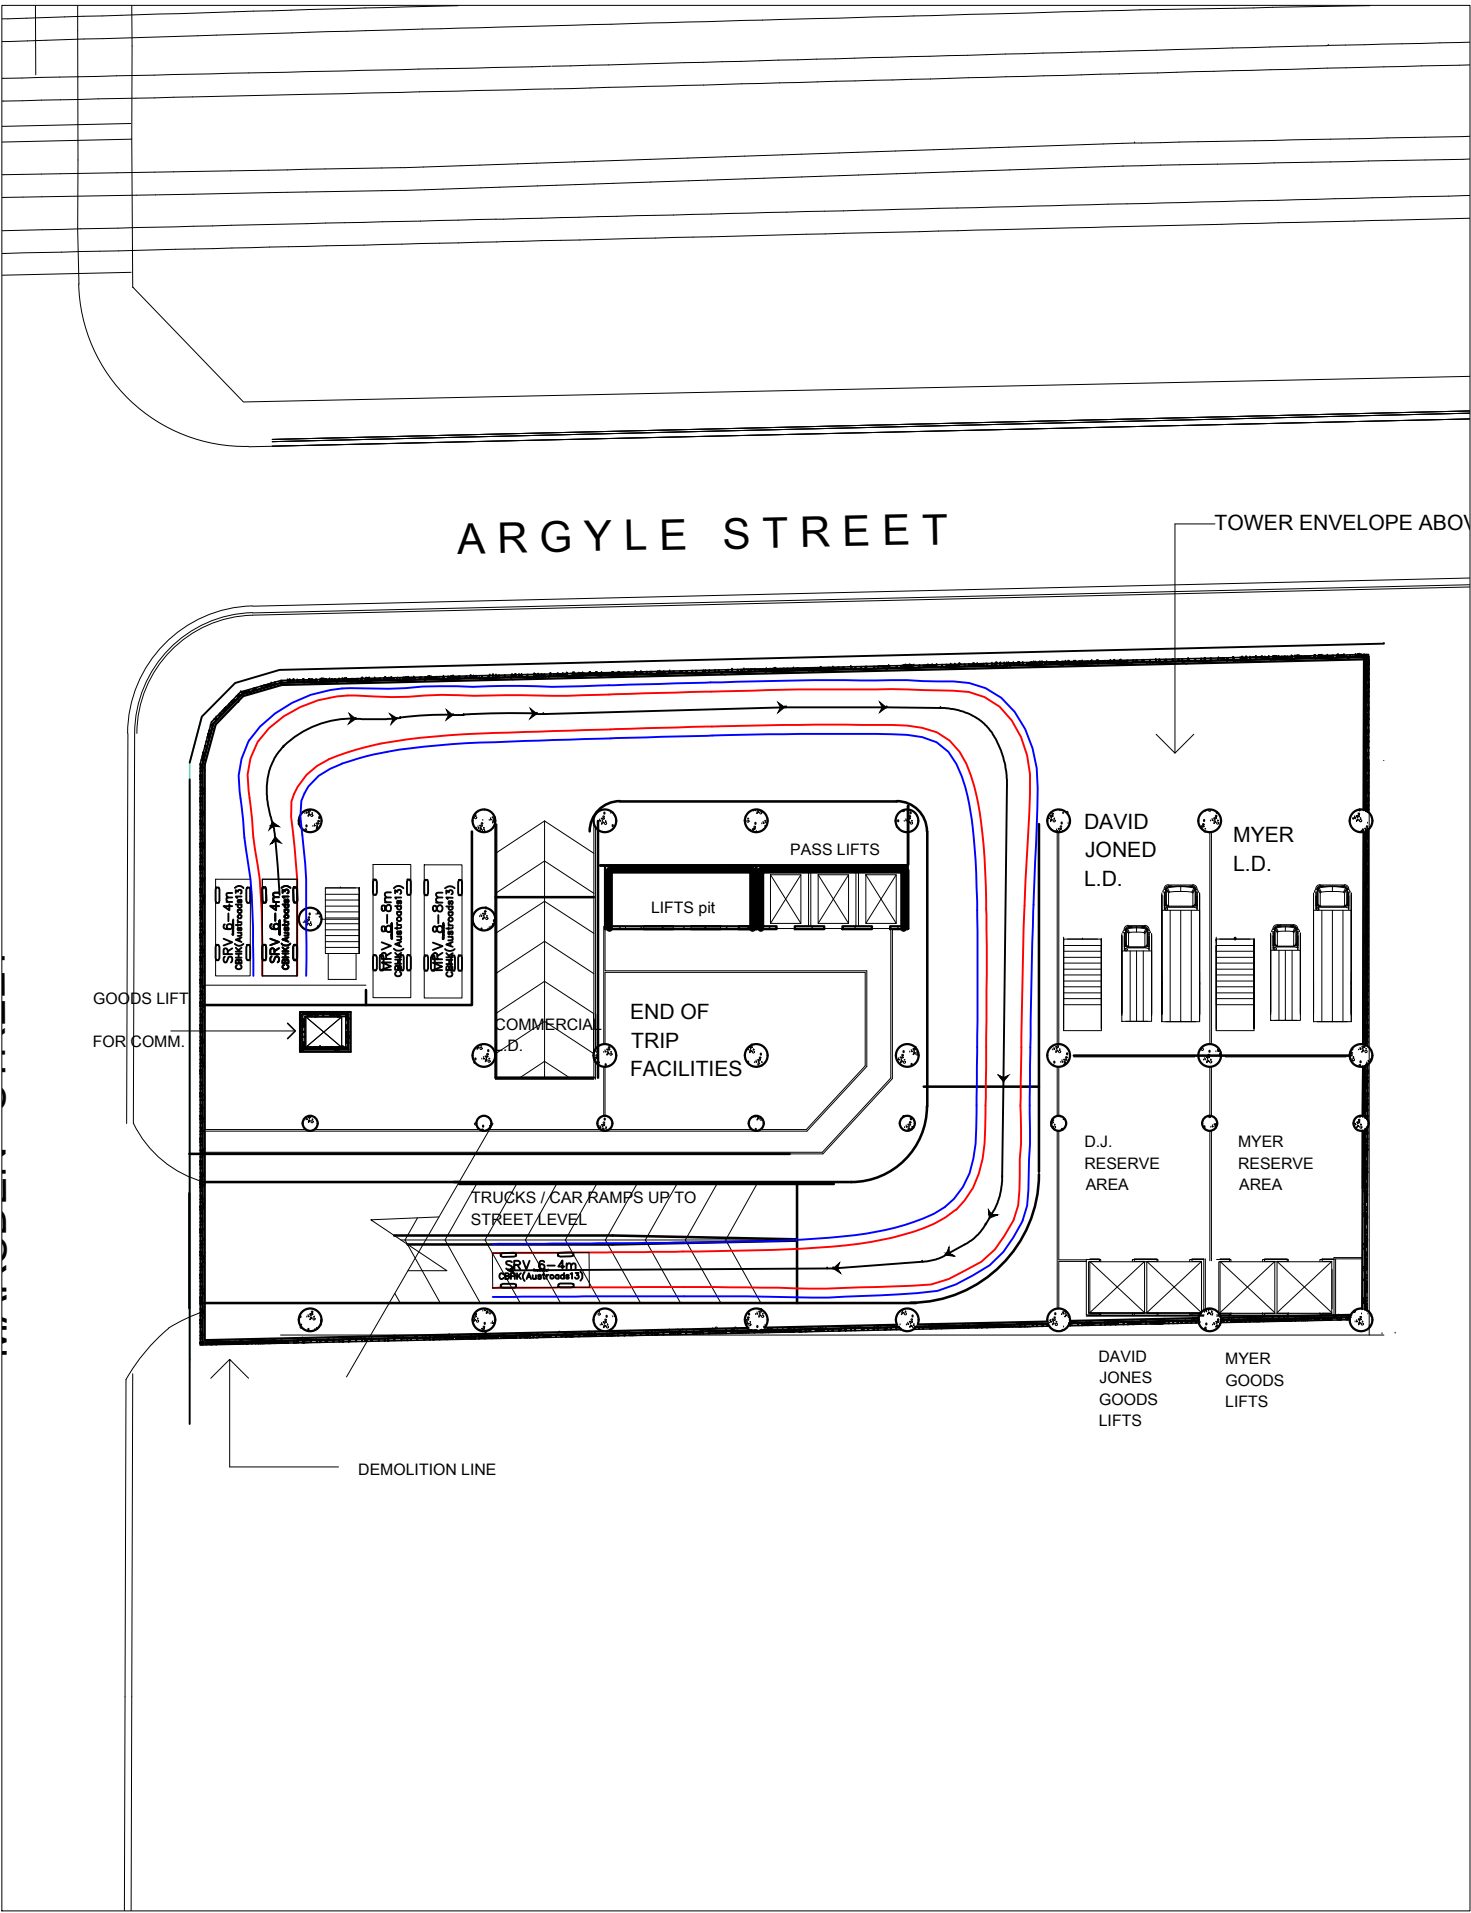 ARGYLE STREET
TOWER ENVELOPE ABOV
DAVID
JONED
L.D.
MYER
L.D.
PASS LIFTS
LIFTS pit
SRV 6-4m
CBHK(Austroads13)
SRV 6-4m
CBHK(Austroads13)
MRV 8-8m
CBHK(Austroads13)
MRV 8-8m
CBHK(Austroads13)
GOODS LIFT
FOR COMM.
COMMERCIAL
L.D.
END OF
TRIP
FACILITIES
D.J.
RESERVE
AREA
MYER
RESERVE
AREA
TRUCKS / CAR RAMPS UP TO
STREET LEVEL
SRV 6-4m
CBHK(Austroads13)
DAVID
JONES
GOODS
LIFTS
MYER
GOODS
LIFTS
DEMOLITION LINE